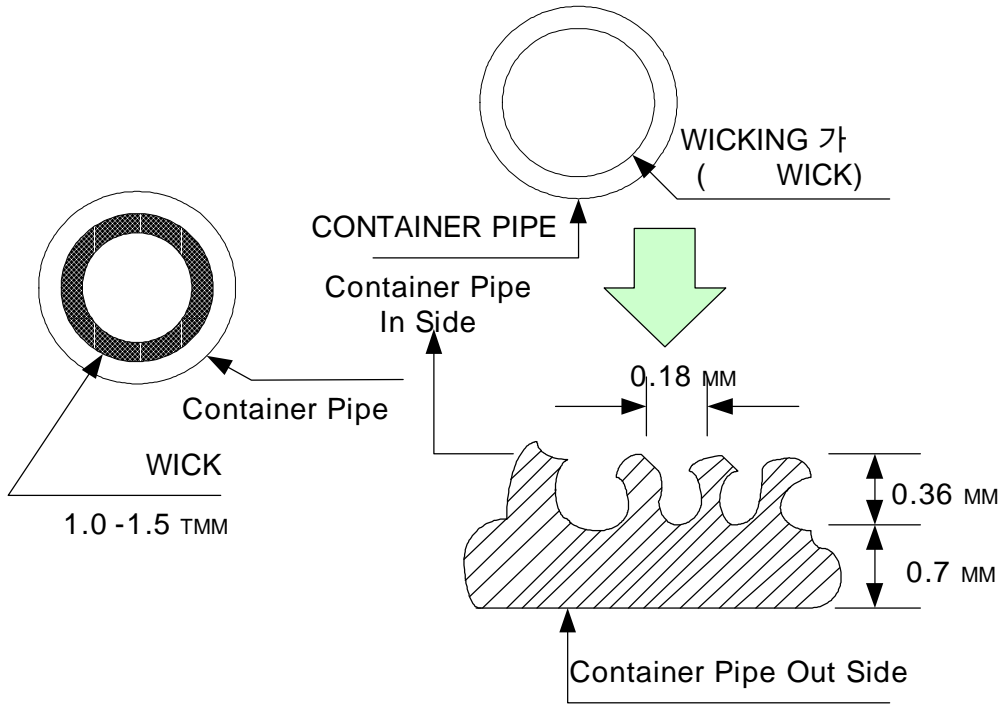 WICKING 가
( WICK)
CONTAINER PIPE
Container Pipe
In Side
0.18 MM
Container Pipe
WICK
1.0 -1.5 TMM
0.36 MM
0.7 MM
Container Pipe Out Side